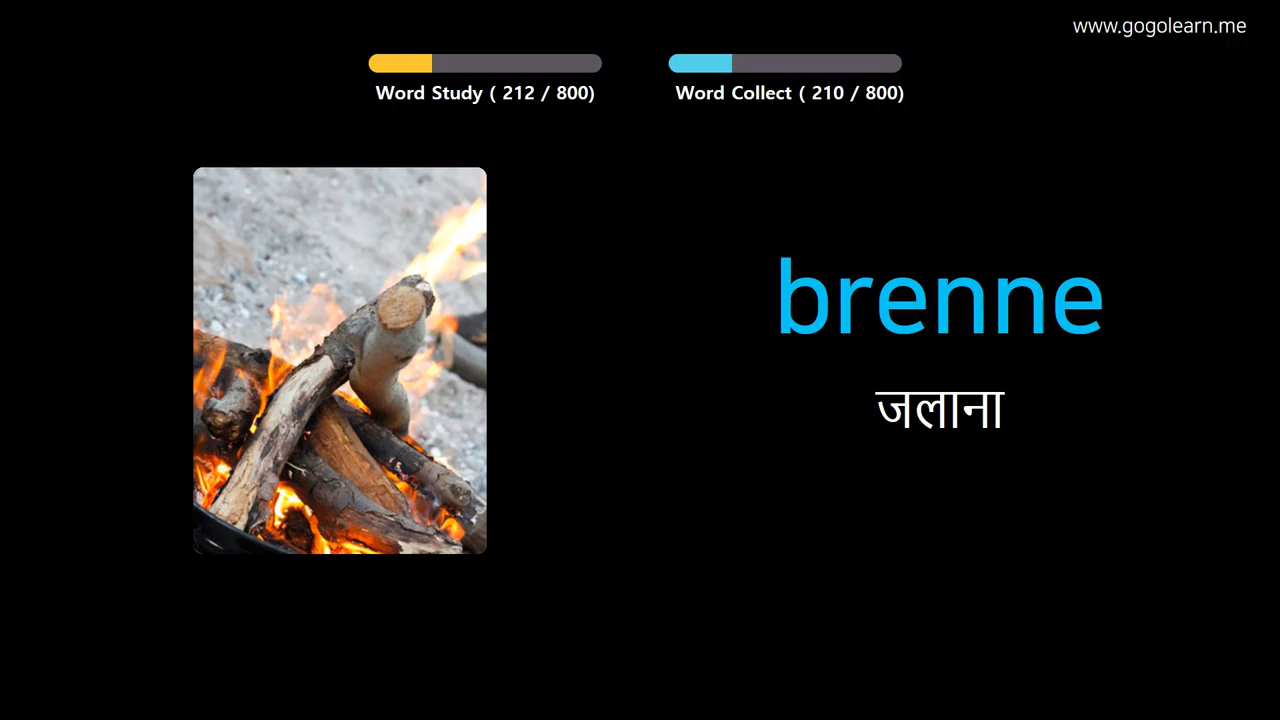 www.gogolearn.me
Word Study ( 212 / 800)
Word Collect ( 210 / 800)
brenne
जलाना